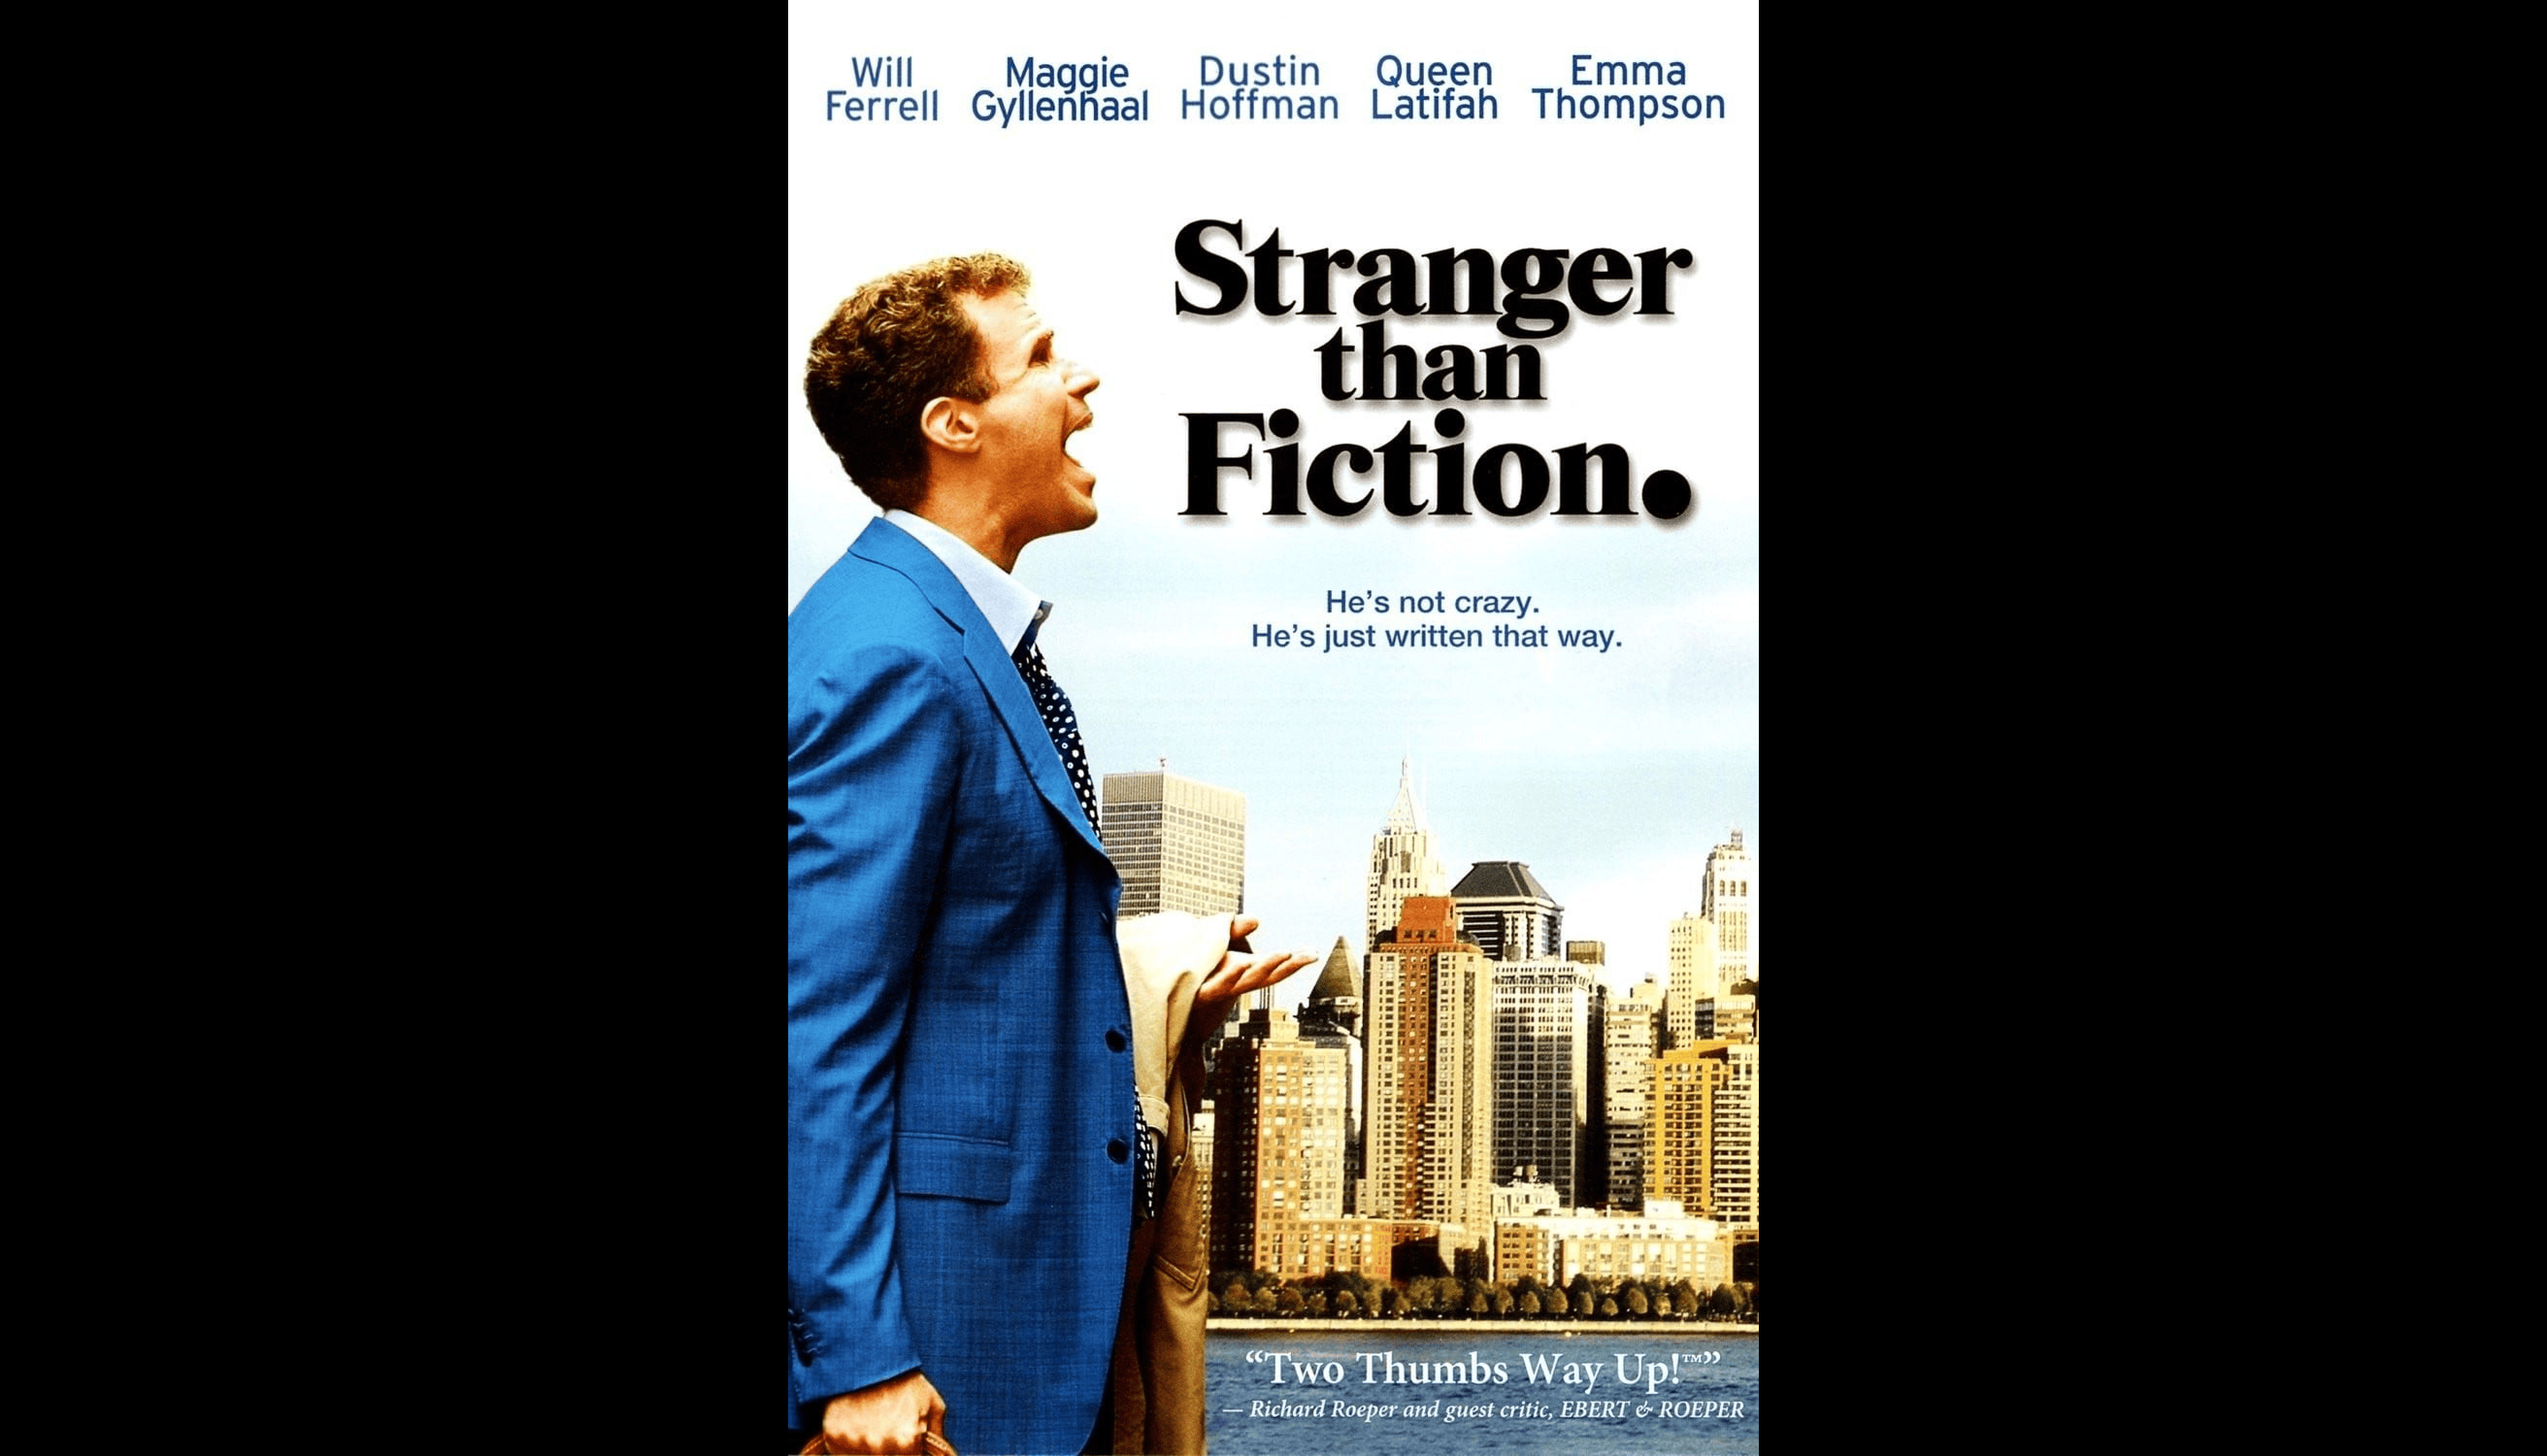 Will Ferrell
Maggie Gyllenhaal
Dustin Hoffman
Queen Latifah
Emma Thompson
Stranger
than
Fiction.
He's not crazy.
He's just written that way.
“Two Thumbs Way Up!™”
— Richard Roeper and guest critic, EBERT & ROEPER